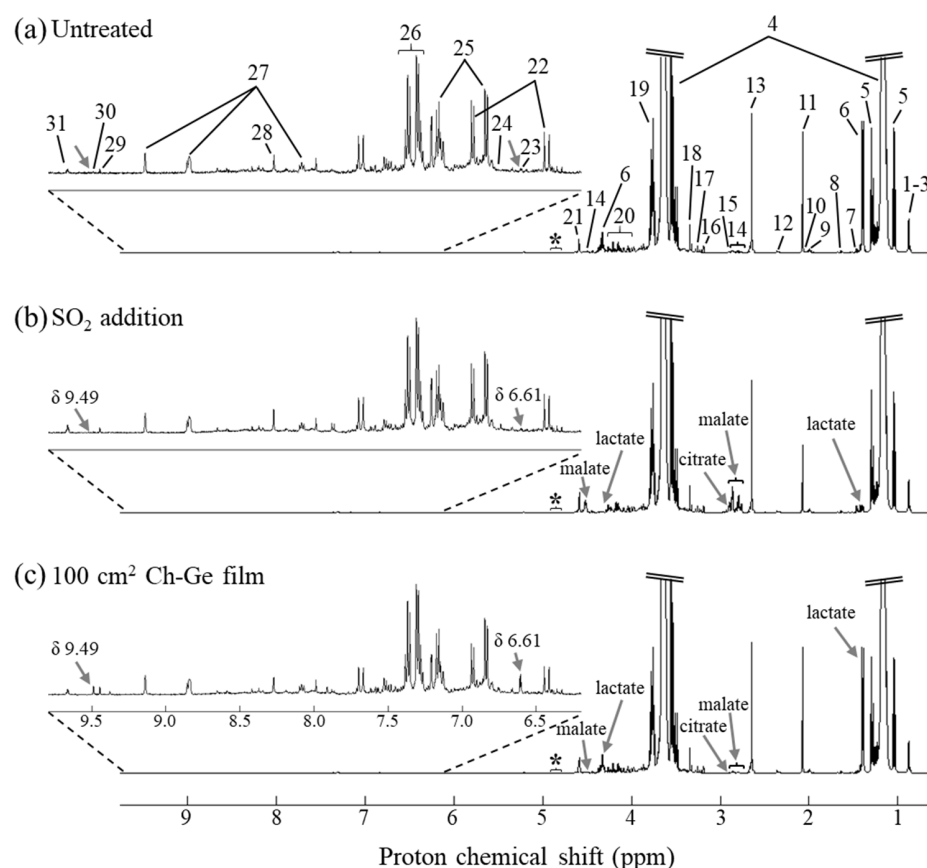 (a) Untreated
26
4
27
25
22
13
19
5
5
30
6
11
31
29
28
24
23
18
6
17
8
1-3
21
14
20
16
15
14
12
10
9
7
*
(b) SO₂ addition
δ 9.49
δ 6.61
malate
lactate
lactate
citrate
malate
*
(c) 100 cm² Ch-Ge film
lactate
δ 9.49
δ 6.61
lactate
malate
malate
citrate
9.5 9.0 8.5 8.0 7.5 7.0 6.5
*
9 8 7 6 5 4 3 2 1
Proton chemical shift (ppm)